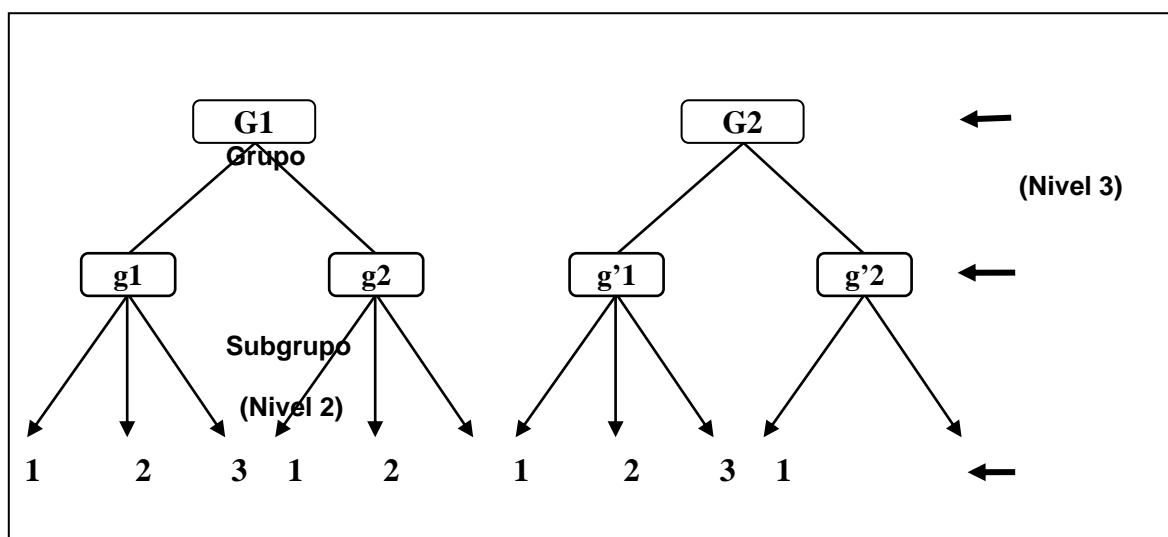 G1 G2
Grupo
(Nivel 3)
g1 g2 g’1 g’2
Subgrupo
(Nivel 2)
1 2 3 1 2 1 2 3 1